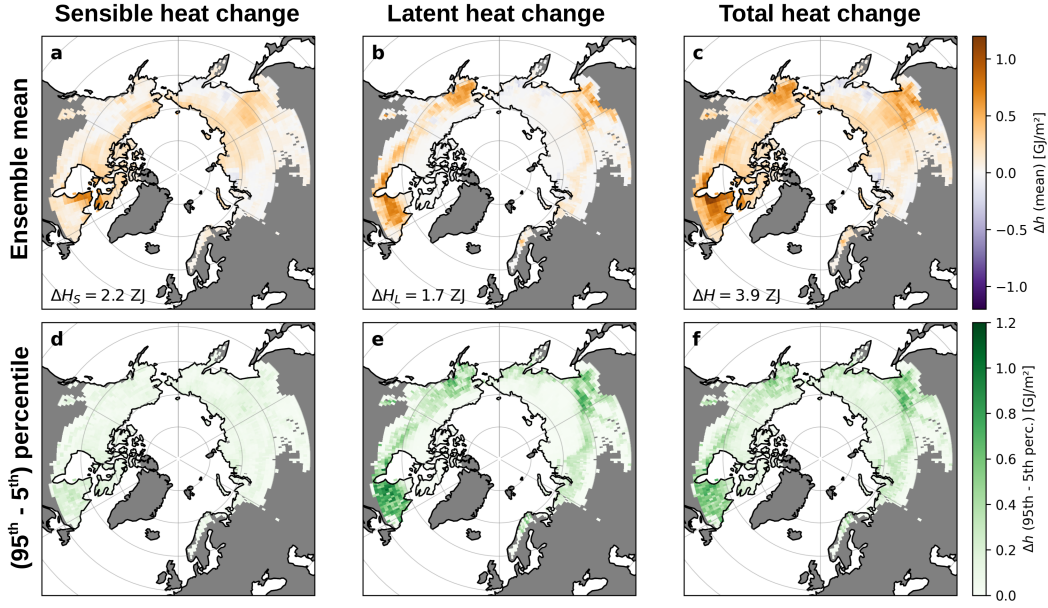 Sensible heat change
Latent heat change
Total heat change
Ensemble mean
a
b
c
ΔH_S = 2.2 ZJ
ΔH_L = 1.7 ZJ
ΔH = 3.9 ZJ
1.0
0.5
0.0
−0.5
−1.0
Δh (mean) [GJ/m²]
(95th - 5th) percentile
d
e
f
1.2
1.0
0.8
0.6
0.4
0.2
0.0
Δh (95th - 5th perc.) [GJ/m²]